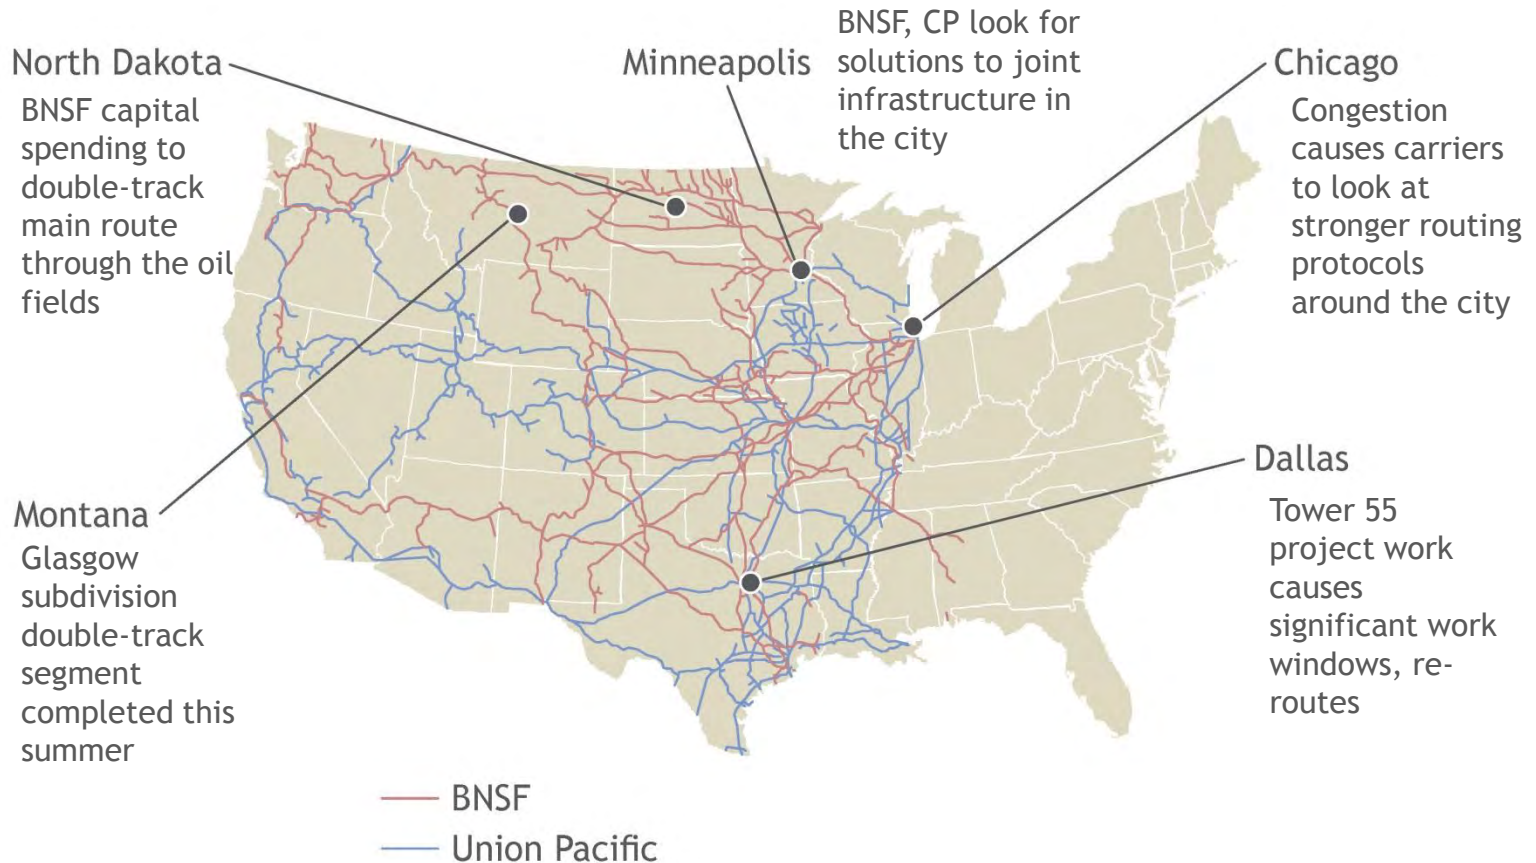 North Dakota
BNSF capital
spending to
double-track
main route
through the oil
fields
Minneapolis
BNSF, CP look for
solutions to joint
infrastructure in
the city
Chicago
Congestion
causes carriers
to look at
stronger routing
protocols
around the city
Montana
Glasgow
subdivision
double-track
segment
completed this
summer
Dallas
Tower 55
project work
causes
significant work
windows, re-
routes
BNSF
Union Pacific